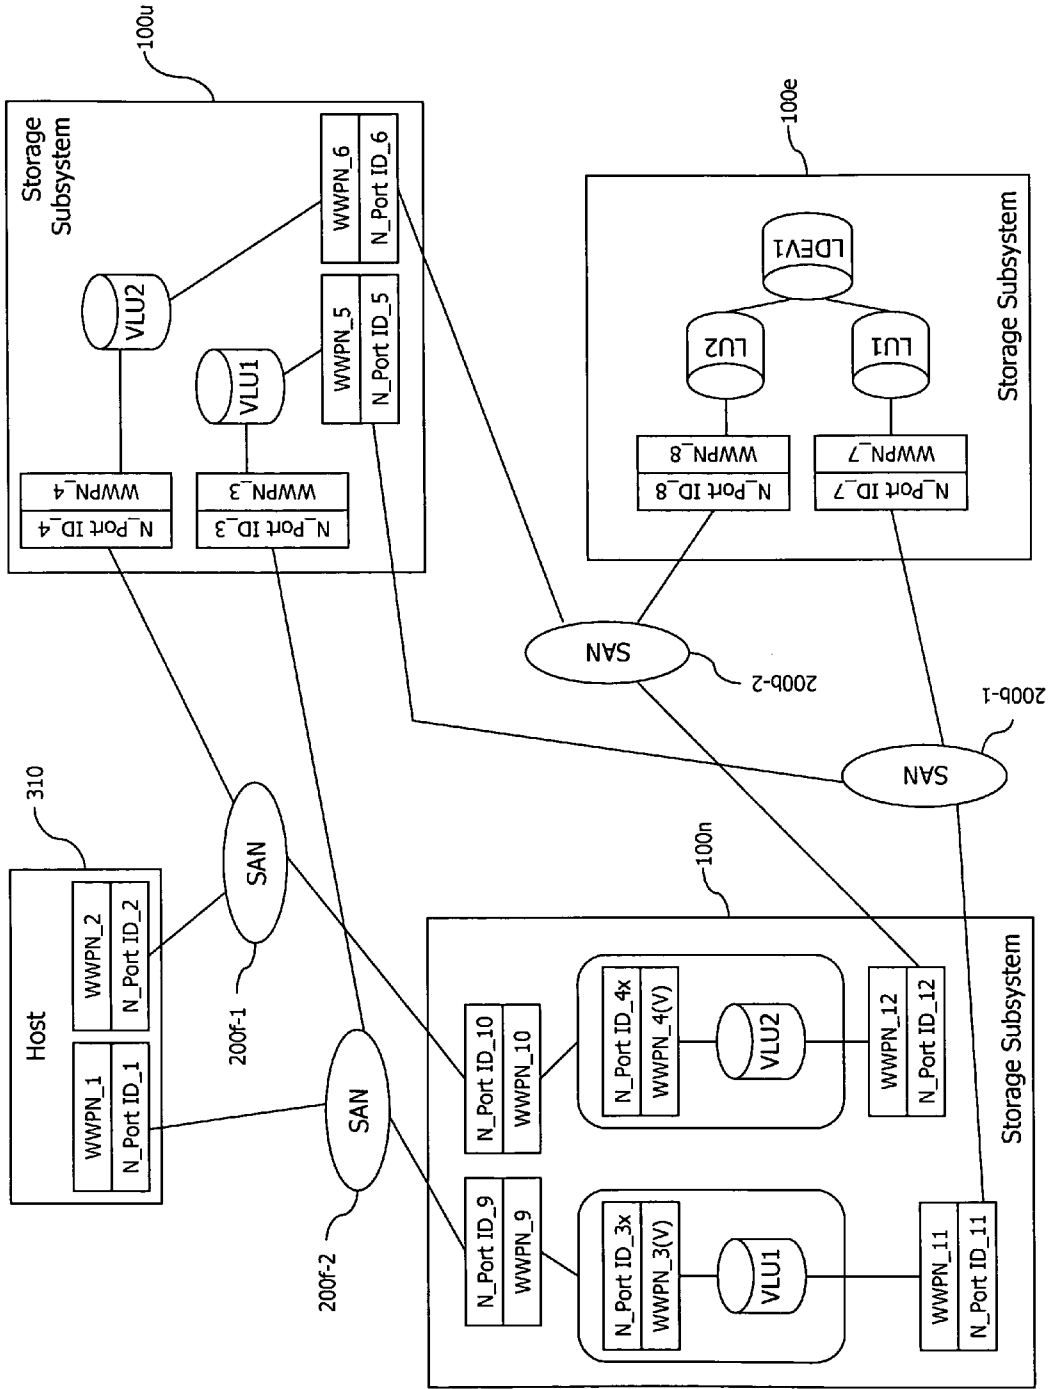 Host
WWPN_1
N_Port ID_1
WWPN_2
N_Port ID_2
310
SAN
200f-1
SAN
200f-2
Storage
Subsystem
100u
N_Port ID_4
WWPN_4
VLU2
N_Port ID_3
WWPN_3
VLU1
WWPN_5
N_Port ID_5
WWPN_6
N_Port ID_6
Storage Subsystem
100n
N_Port ID_9
WWPN_9
N_Port ID_3x
WWPN_3(V)
VLU1
WWPN_11
N_Port ID_11
N_Port ID_10
WWPN_10
N_Port ID_4x
WWPN_4(V)
VLU2
WWPN_12
N_Port ID_12
SAN
200b-2
SAN
200b-1
Storage Subsystem
100e
N_Port ID_8
WWPN_8
LU2
N_Port ID_7
WWPN_7
LU1
LDEV1